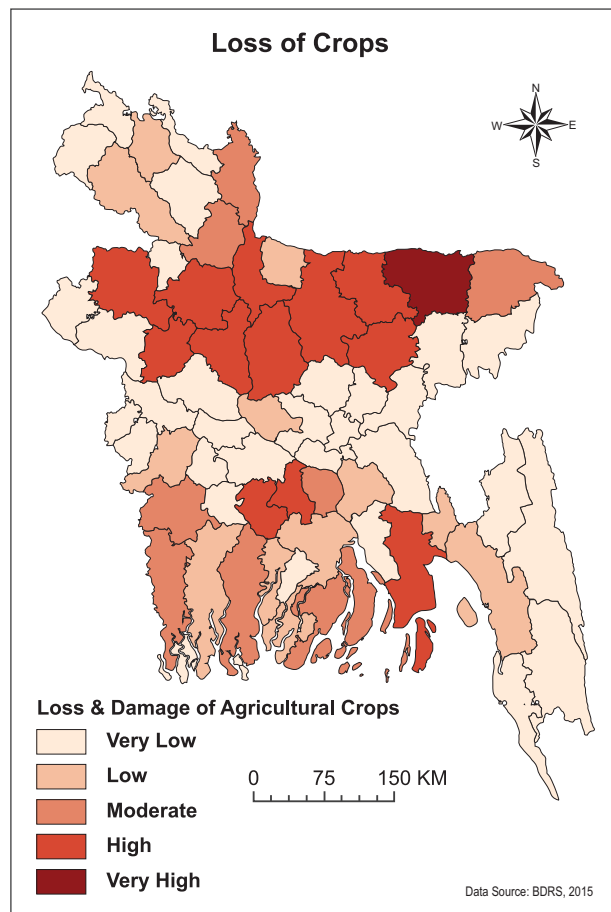 Loss of Crops
N
W E
S
Loss & Damage of Agricultural Crops
Very Low
Low
Moderate
High
Very High
0 75 150 KM
Data Source: BDRS, 2015